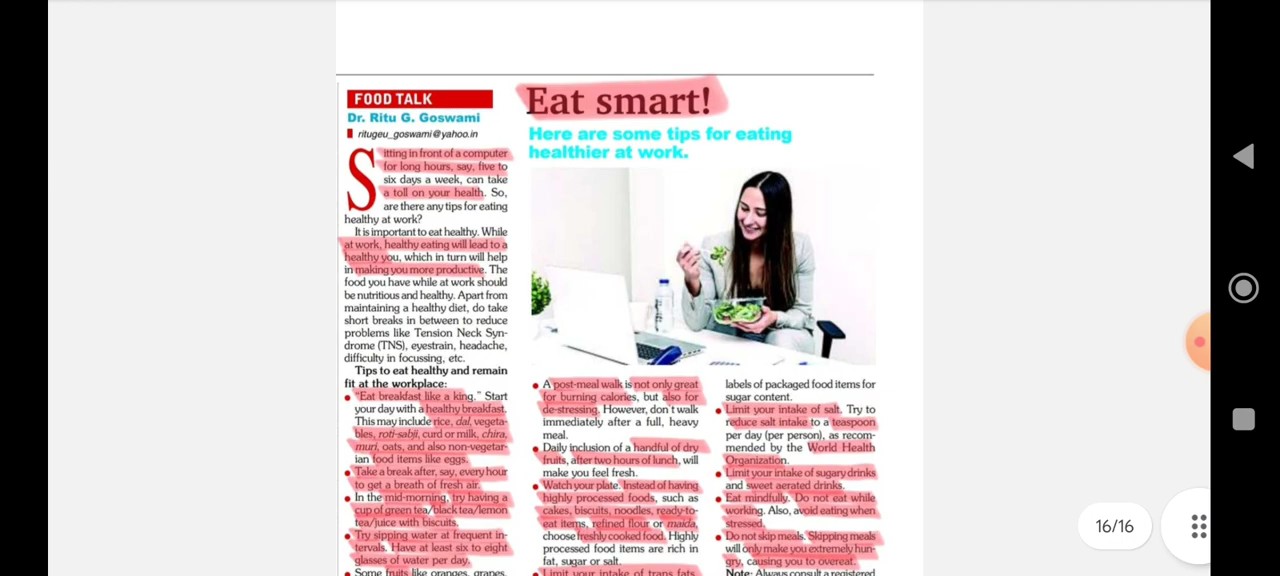 FOOD TALK
Dr. Ritu G. Goswami
ritugeu_goswami@yahoo.in
Sitting in front of a computer
for long hours, say, five to
six days a week, can take
a toll on your health. So,
are there any tips for eating
healthy at work?
It is important to eat healthy. While
at work, healthy eating will lead to a
healthy you, which in turn will help
in making you more productive. The
food you have while at work should
be nutritious and healthy. Apart from
maintaining a healthy diet, do take
short breaks in between to reduce
problems like Tension Neck Syn-
drome (TNS), eyestrain, headache,
difficulty in focussing, etc.
Tips to eat healthy and remain
fit at the workplace:
• "Eat breakfast like a king." Start
your day with a healthy breakfast.
This may include rice, dal, vegeta-
bles, roti-sabji, curd or milk, chira,
muri, oats, and also non-vegetar-
ian food items like eggs.
• Take a break after, say, every hour
to get a breath of fresh air.
• In the mid-morning, try having a
cup of green tea/black tea/lemon
tea/juice with biscuits.
• Try sipping water at frequent in-
tervals. Have at least six to eight
glasses of water per day.
• Some fruits like oranges, grapes,
Eat smart!
Here are some tips for eating
healthier at work.
• A post-meal walk is not only great
for burning calories, but also for
de-stressing. However, don't walk
immediately after a full, heavy
meal.
• Daily inclusion of a handful of dry
fruits, after two hours of lunch, will
make you feel fresh.
• Watch your plate. Instead of having
highly processed foods, such as
cakes, biscuits, noodles, ready-to-
eat items, refined flour or maida,
choose freshly cooked food. Highly
processed food items are rich in
fat, sugar or salt.
• Limit your intake of trans fats.
labels of packaged food items for
sugar content.
• Limit your intake of salt. Try to
reduce salt intake to a teaspoon
per day (per person), as recom-
mended by the World Health
Organization.
• Limit your intake of sugary drinks
and sweet aerated drinks.
• Eat mindfully. Do not eat while
working. Also, avoid eating when
stressed.
• Do not skip meals. Skipping meals
will only make you extremely hun-
gry, causing you to overeat.
Note: Always consult a registered
16/16